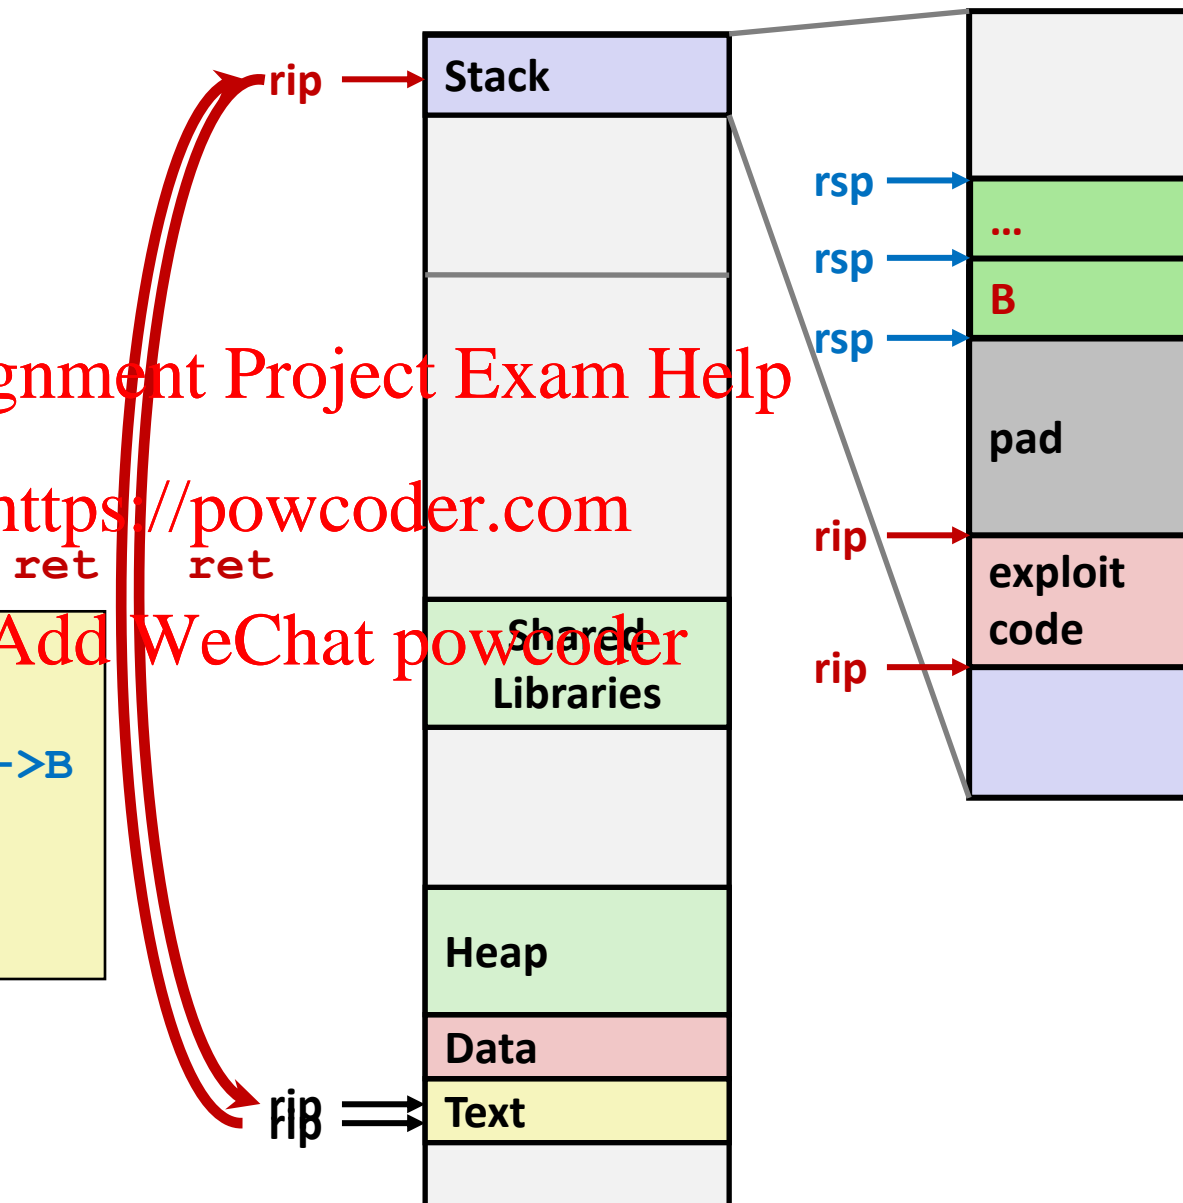 rip
Stack
rsp
...
rsp
B
rsp
gnment Project Exam Help
pad
https://powcoder.com
rip
ret
ret
exploit
code
Add WeChat powcoder
Shared
Libraries
rip
->B
Heap
Data
rip
rip
Text